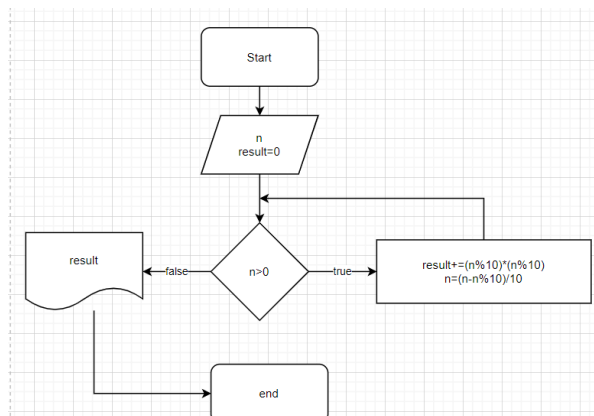 Start
n
result=0
result
false
n>0
true
result+=(n%10)*(n%10)
n=(n-n%10)/10
end